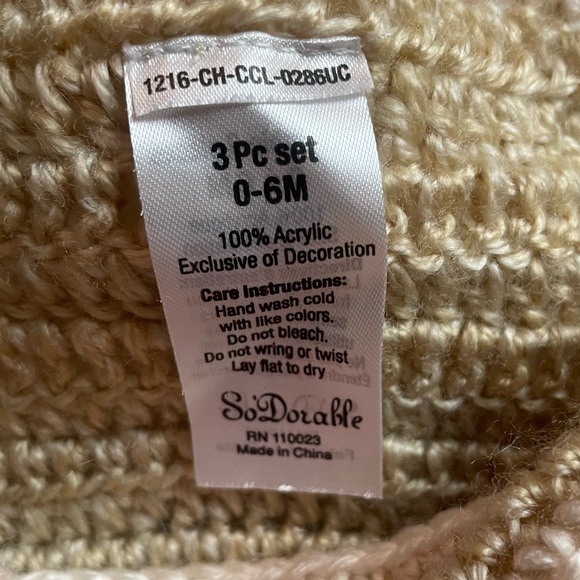 1216-CH-CCL-0286UC
3 Pc set
0-6M
100% Acrylic
Exclusive of Decoration
Care Instructions:
Hand wash cold
with like colors.
Do not bleach.
Do not wring or twist
Lay flat to dry
So'Dorable
RN 110023
Made in China